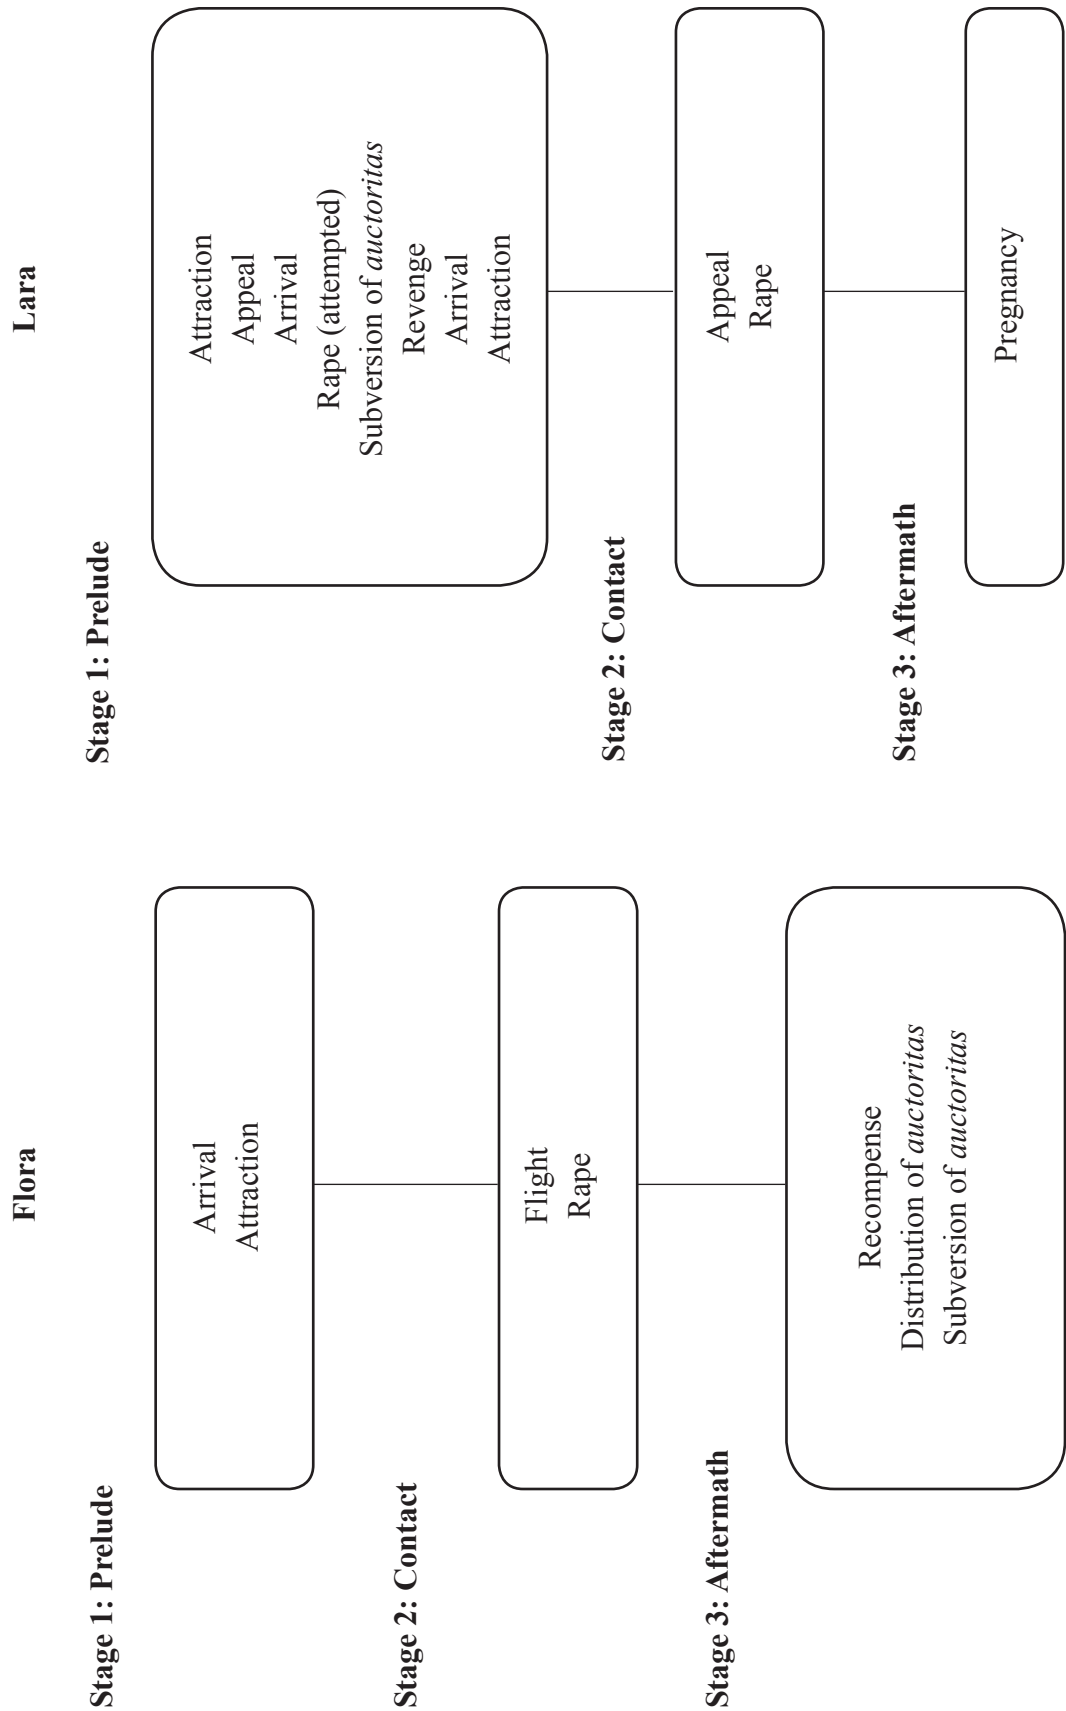 Flora
Stage 1: Prelude
Arrival
Attraction
Stage 2: Contact
Flight
Rape
Stage 3: Aftermath
Recompense
Distribution of auctoritas
Subversion of auctoritas
Lara
Stage 1: Prelude
Attraction
Appeal
Arrival
Rape (attempted)
Subversion of auctoritas
Revenge
Arrival
Attraction
Stage 2: Contact
Appeal
Rape
Stage 3: Aftermath
Pregnancy